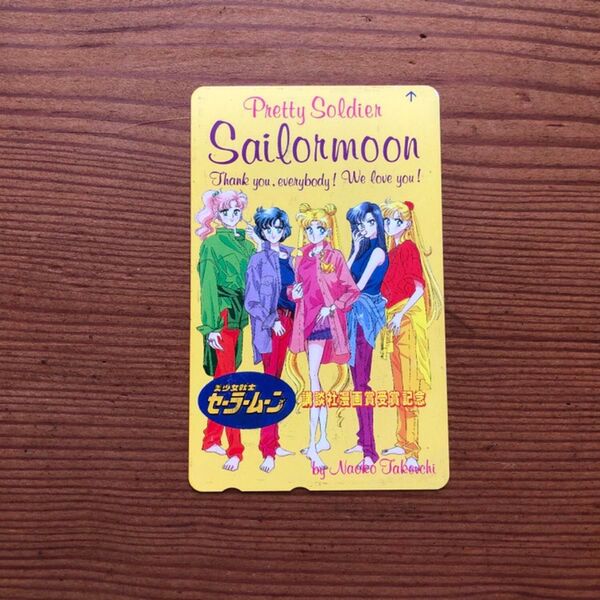 Pretty Soldier
Sailormoon
Thank you, everybody! We love you!
美少女戦士
セーラームーン
講談社漫画賞受賞記念
by Naoko Takeuchi